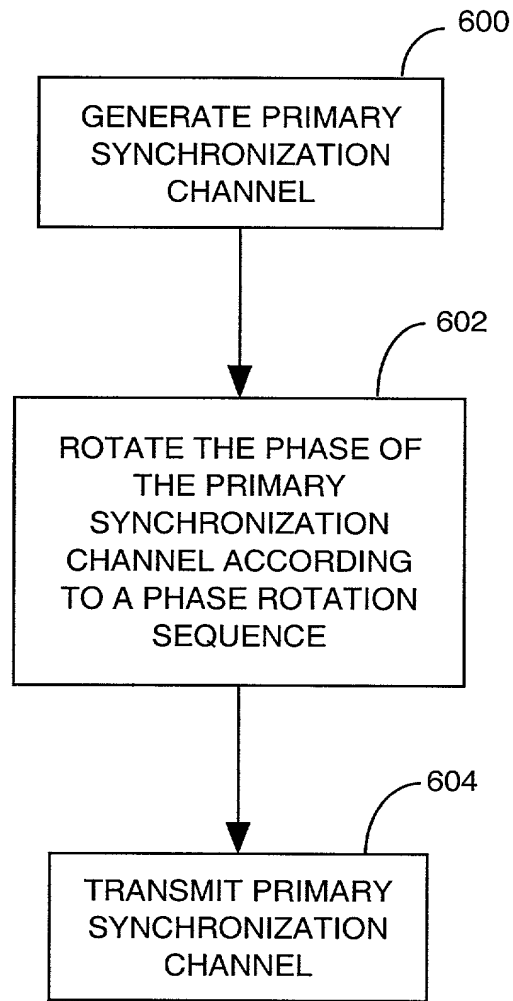 600
GENERATE PRIMARY
SYNCHRONIZATION
CHANNEL
602
ROTATE THE PHASE OF
THE PRIMARY
SYNCHRONIZATION
CHANNEL ACCORDING
TO A PHASE ROTATION
SEQUENCE
604
TRANSMIT PRIMARY
SYNCHRONIZATION
CHANNEL